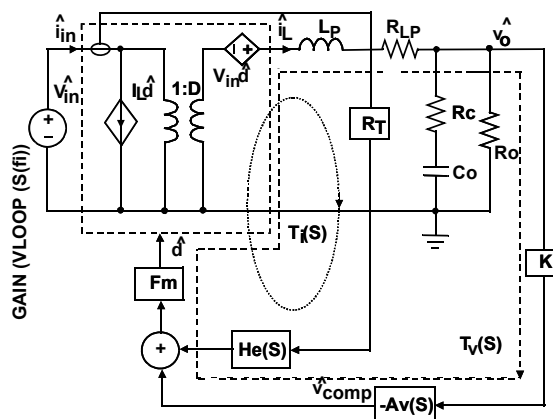 î_in
î_L
L_P
R_LP
v̂_o
V̂_in
I_L d̂
1:D
V_in d̂
+
−
R_T
Rc
Ro
Co
GAIN (VLOOP (S(fi))
T_i(S)
d̂
Fm
K
+
He(S)
T_V(S)
v̂_comp
-Av(S)